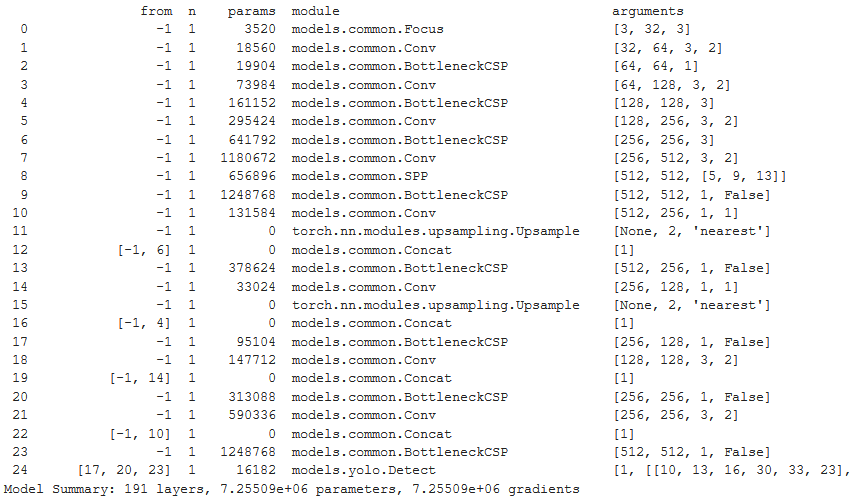 from n params module arguments
0 -1 1 3520 models.common.Focus [3, 32, 3]
1 -1 1 18560 models.common.Conv [32, 64, 3, 2]
2 -1 1 19904 models.common.BottleneckCSP [64, 64, 1]
3 -1 1 73984 models.common.Conv [64, 128, 3, 2]
4 -1 1 161152 models.common.BottleneckCSP [128, 128, 3]
5 -1 1 295424 models.common.Conv [128, 256, 3, 2]
6 -1 1 641792 models.common.BottleneckCSP [256, 256, 3]
7 -1 1 1180672 models.common.Conv [256, 512, 3, 2]
8 -1 1 656896 models.common.SPP [512, 512, [5, 9, 13]]
9 -1 1 1248768 models.common.BottleneckCSP [512, 512, 1, False]
10 -1 1 131584 models.common.Conv [512, 256, 1, 1]
11 -1 1 0 torch.nn.modules.upsampling.Upsample [None, 2, 'nearest']
12 [-1, 6] 1 0 models.common.Concat [1]
13 -1 1 378624 models.common.BottleneckCSP [512, 256, 1, False]
14 -1 1 33024 models.common.Conv [256, 128, 1, 1]
15 -1 1 0 torch.nn.modules.upsampling.Upsample [None, 2, 'nearest']
16 [-1, 4] 1 0 models.common.Concat [1]
17 -1 1 95104 models.common.BottleneckCSP [256, 128, 1, False]
18 -1 1 147712 models.common.Conv [128, 128, 3, 2]
19 [-1, 14] 1 0 models.common.Concat [1]
20 -1 1 313088 models.common.BottleneckCSP [256, 256, 1, False]
21 -1 1 590336 models.common.Conv [256, 256, 3, 2]
22 [-1, 10] 1 0 models.common.Concat [1]
23 -1 1 1248768 models.common.BottleneckCSP [512, 512, 1, False]
24 [17, 20, 23] 1 16182 models.yolo.Detect [1, [[10, 13, 16, 30, 33, 23],
Model Summary: 191 layers, 7.25509e+06 parameters, 7.25509e+06 gradients